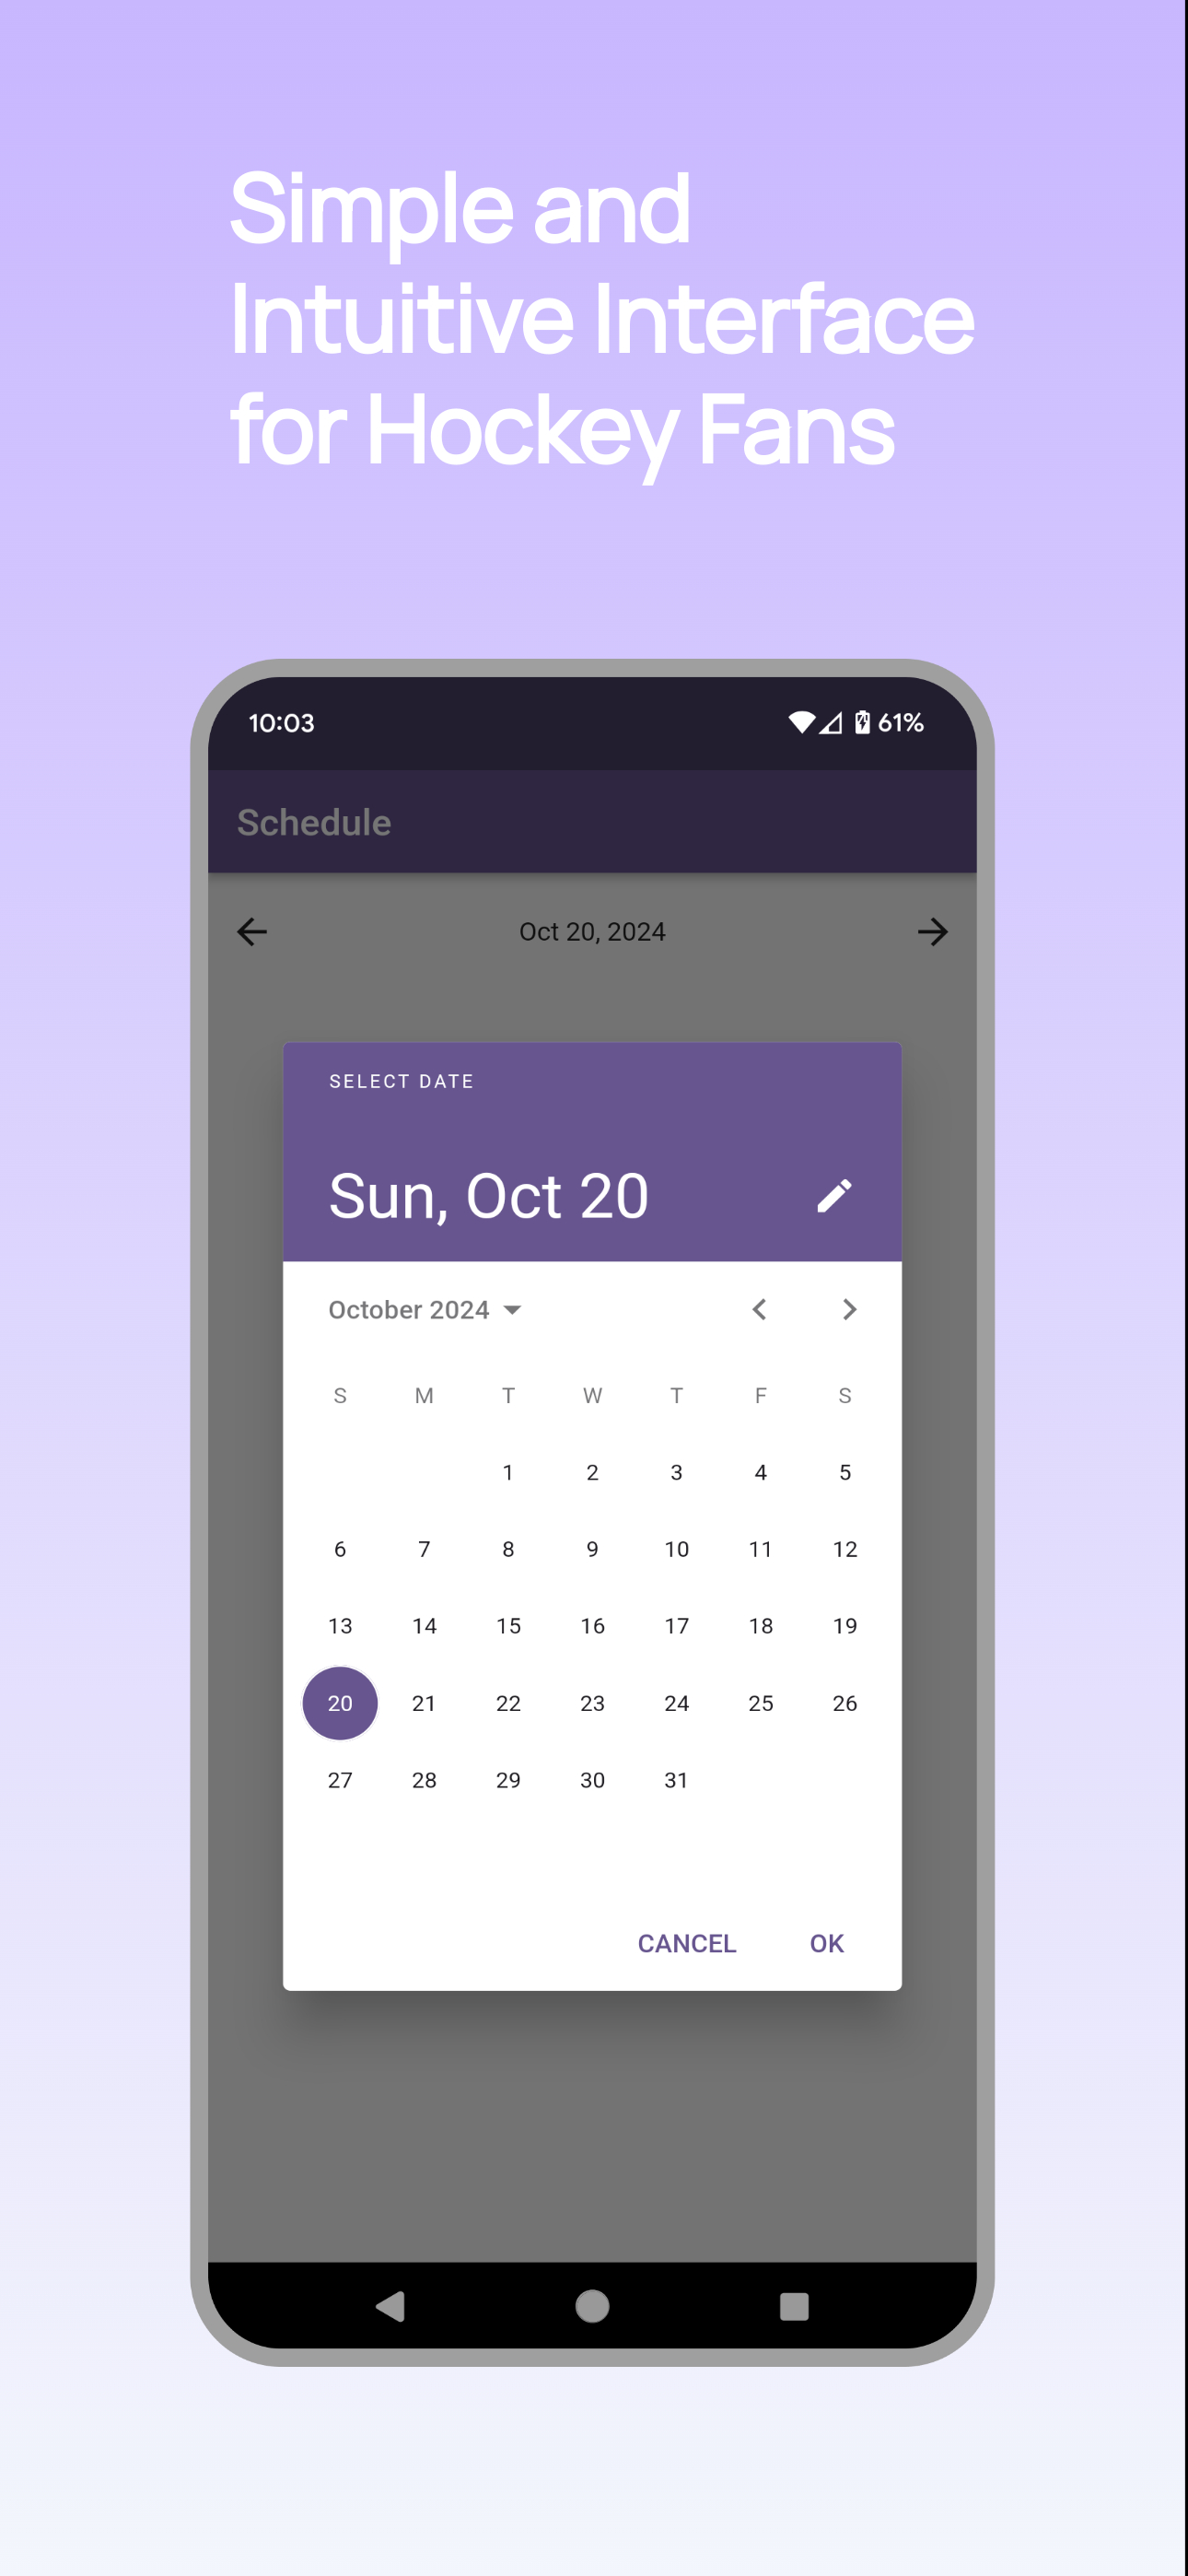 Simple and
Intuitive Interface
for Hockey Fans
10:03 61%
Schedule
Oct 20, 2024
SELECT DATE
Sun, Oct 20
October 2024
S M T W T F S
1 2 3 4 5
6 7 8 9 10 11 12
13 14 15 16 17 18 19
20 21 22 23 24 25 26
27 28 29 30 31
CANCEL OK